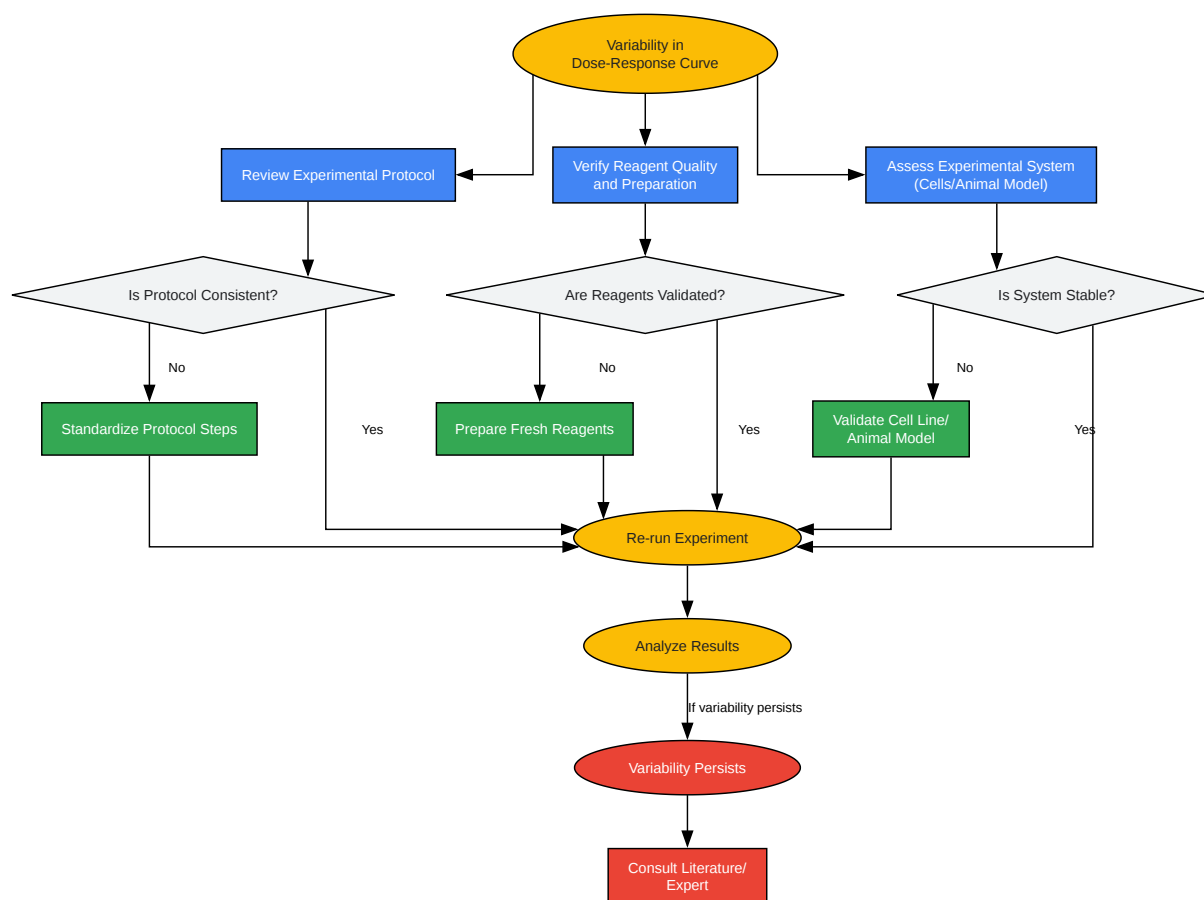 Variability in
Dose-Response Curve
Review Experimental Protocol
Verify Reagent Quality
and Preparation
Assess Experimental System
(Cells/Animal Model)
Is Protocol Consistent?
Are Reagents Validated?
Is System Stable?
No
No
No
Standardize Protocol Steps
Yes
Prepare Fresh Reagents
Yes
Validate Cell Line/
Animal Model
Yes
Re-run Experiment
Analyze Results
If variability persists
Variability Persists
Consult Literature/
Expert